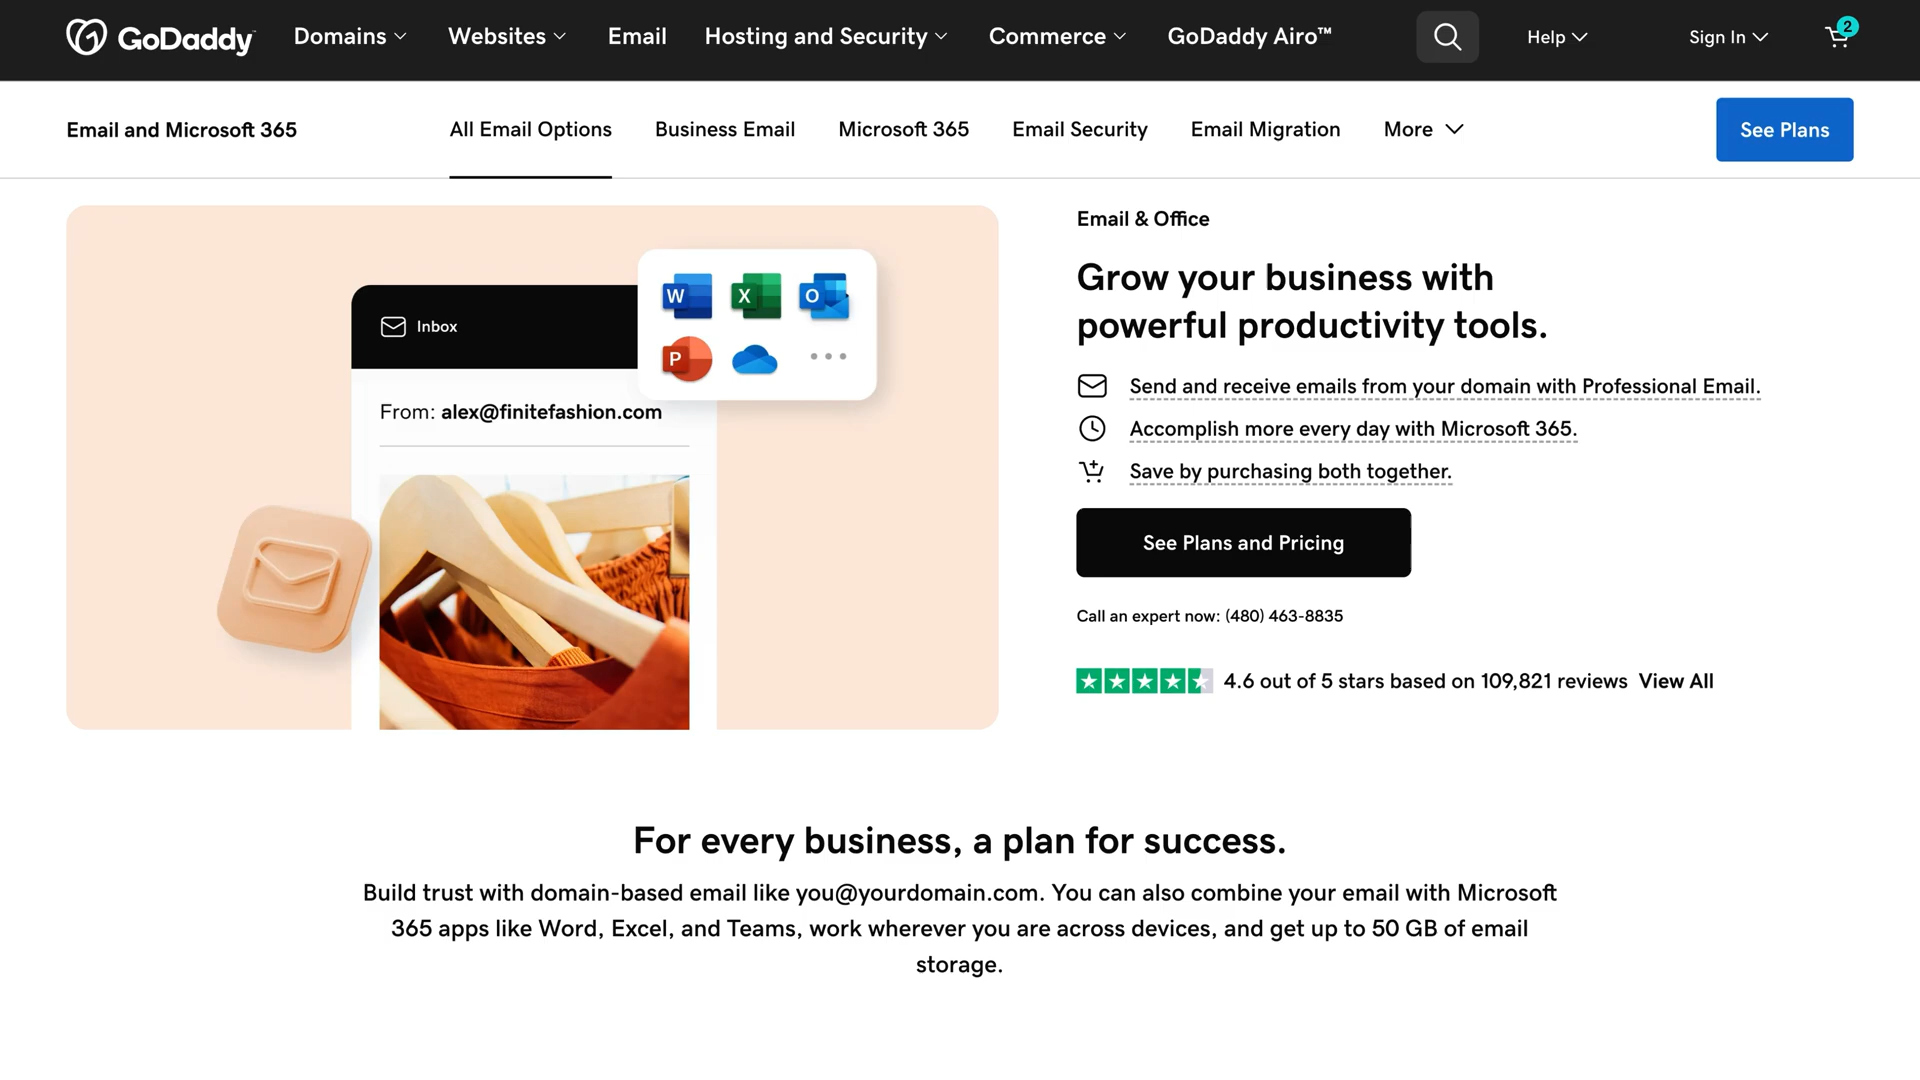 GoDaddy
Domains
Websites
Email
Hosting and Security
Commerce
GoDaddy Airo™
Help
Sign In
2
Email and Microsoft 365
All Email Options
Business Email
Microsoft 365
Email Security
Email Migration
More
See Plans
Inbox
W
X
O
P
From: alex@finitefashion.com
Email & Office
Grow your business with
powerful productivity tools.
Send and receive emails from your domain with Professional Email.
Accomplish more every day with Microsoft 365.
Save by purchasing both together.
See Plans and Pricing
Call an expert now: (480) 463-8835
4.6 out of 5 stars based on 109,821 reviews View All
For every business, a plan for success.
Build trust with domain-based email like you@yourdomain.com. You can also combine your email with Microsoft
365 apps like Word, Excel, and Teams, work wherever you are across devices, and get up to 50 GB of email
storage.